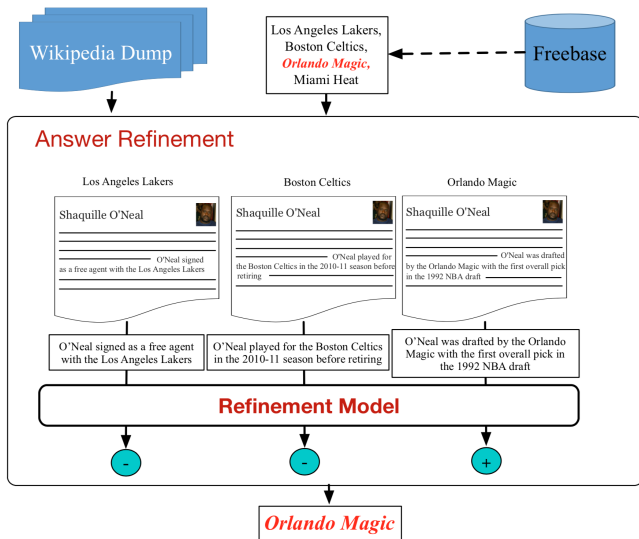 Wikipedia Dump
Los Angeles Lakers,
Boston Celtics,
Orlando Magic,
Miami Heat
Freebase
Answer Refinement
Los Angeles Lakers
Boston Celtics
Orlando Magic
Shaquille O'Neal
O'Neal signed
as a free agent with the Los Angeles Lakers
Shaquille O'Neal
O'Neal played for
the Boston Celtics in the 2010-11 season before
retiring
Shaquille O'Neal
O'Neal was drafted
by the Orlando Magic with the first overall pick
in the 1992 NBA draft
O'Neal signed as a free agent
with the Los Angeles Lakers
O'Neal played for the Boston Celtics
in the 2010-11 season before retiring
O'Neal was drafted by the Orlando
Magic with the first overall pick in
the 1992 NBA draft
Refinement Model
-
-
+
Orlando Magic